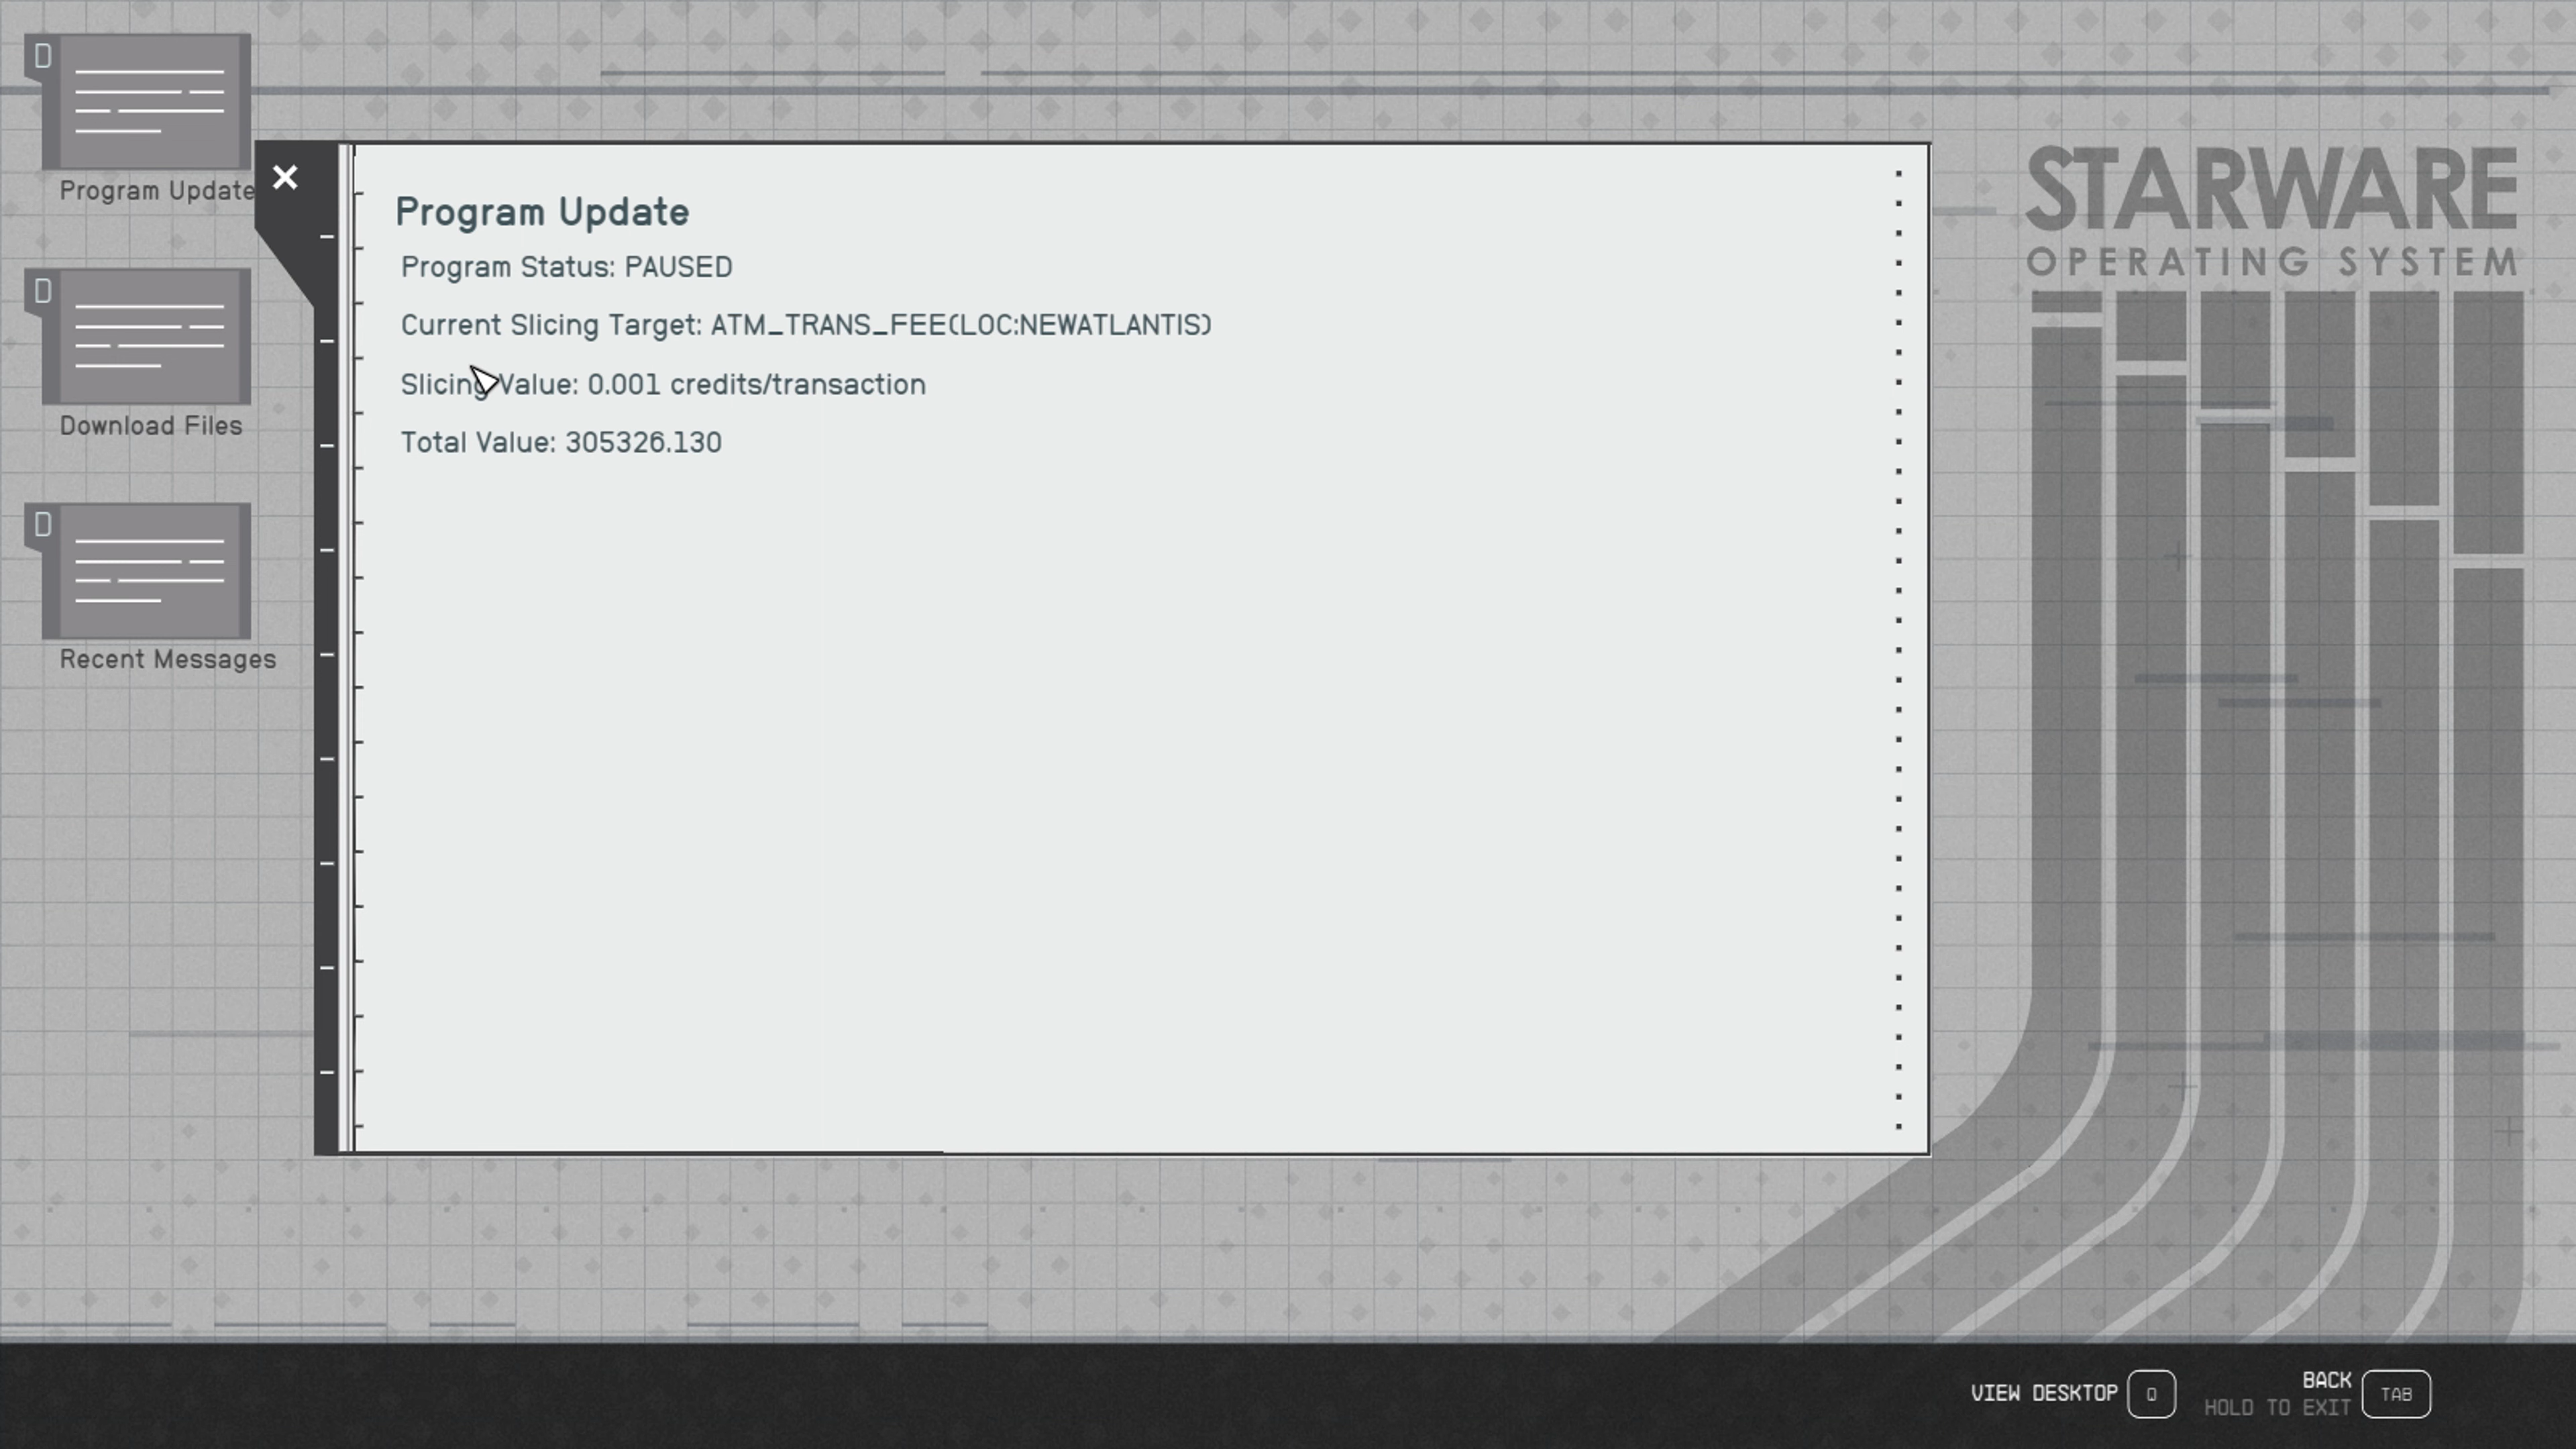 D
Program Update
D
Download Files
D
Recent Messages
Program Update
Program Status: PAUSED
Current Slicing Target: ATM_TRANS_FEE(LOC:NEWATLANTIS)
Slicing Value: 0.001 credits/transaction
Total Value: 305326.130
STARWARE
OPERATING SYSTEM
VIEW DESKTOP Q
BACK
HOLD TO EXIT
TAB